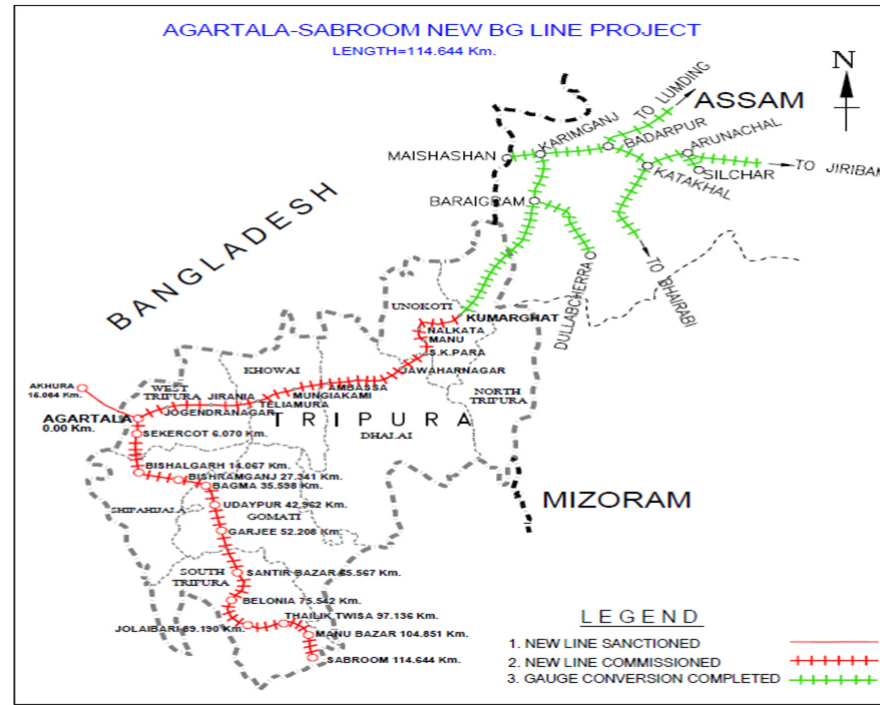 AGARTALA-SABROOM NEW BG LINE PROJECT
LENGTH=114.644 Km.
N
TO LUMDING
ASSAM
KARIMGANJ
BADARPUR
ARUNACHAL
MAISHASHAN
TO JIRIBAM
SILCHAR
KATAKHAL
BARAIGRAM
BANGLADESH
DULLABCHERRA
TO BHAIRABI
UNOKOTI
KUMARGHAT
NALKATA
MANU
S.K.PARA
JAWAHARNAGAR
KHOWAI
AMBASSA
MUNGIAKAMI
NORTH
TRIPURA
AKHURA
15.064 Km.
WEST
TRIPURA
JIRANIA
TELIAMURA
JOGENDRANAGAR
AGARTALA
0.00 Km.
TRIPURA
DHALAI
SEKERCOT 6.070 Km.
BISHALGARH 14.067 Km.
BISHRAMGANJ 27.341 Km.
BAGMA 35.598 Km.
MIZORAM
SHIPAHIJALA
UDAYPUR 42.962 Km.
GOMATI
GARJEE 52.208 Km.
SOUTH
TRIPURA
SANTIR BAZAR 65.567 Km.
BELONIA 75.542 Km.
THAILIK TWISA 97.136 Km.
JOLAIBARI 89.190 Km.
MANU BAZAR 104.851 Km.
SABROOM 114.644 Km.
LEGEND
1. NEW LINE SANCTIONED
2. NEW LINE COMMISSIONED
3. GAUGE CONVERSION COMPLETED